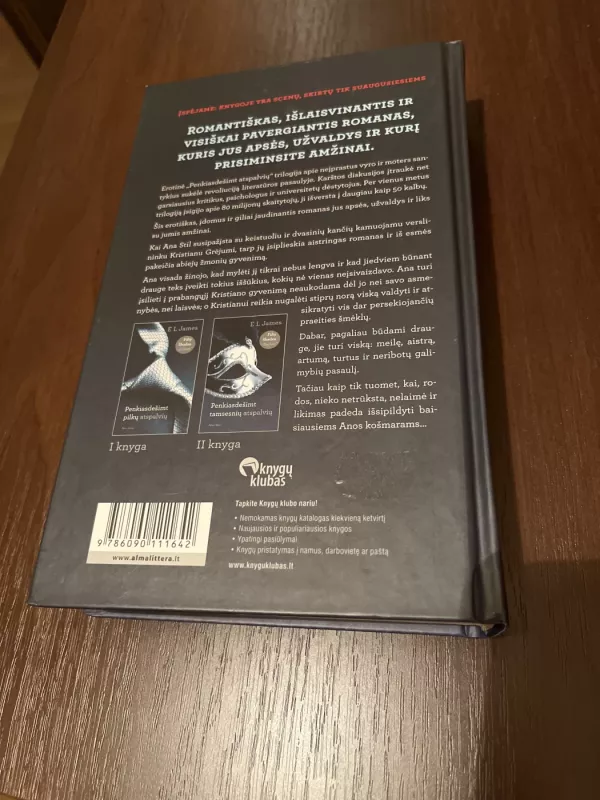 Įspėjame: knygoje yra scenų, skirtų tik suaugusiesiems
Romantiškas, išlaisvinantis ir
visiškai pavergiantis romanas,
kuris jus apsės, užvaldys ir kurį
prisiminsite amžinai.
Erotinė „Penkiasdešimt atspalvių“ trilogija apie neįprastus vyro ir moters san-
tykius sukėlė revoliuciją literatūros pasaulyje. Karštos diskusijos įtraukė net
garsiausius kritikus, psichologus ir universitetų dėstytojus. Per vienus metus
trilogiją įsigijo apie 80 milijonų skaitytojų, ji išversta į daugiau kaip 50 kalbų.
Šis erotiškas, įdomus ir giliai jaudinantis romanas jus apsės, užvaldys ir liks
su jumis amžinai.
Kai Ana Stil susipažįsta su keistuoliu ir dvasinių kančių kamuojamu versli-
ninku Kristianu Grėjumi, tarp jų įsiplieskia aistringas romanas ir iš esmės
pakeičia abiejų žmonių gyvenimą.
Ana visada žinojo, kad mylėti jį tikrai nebus lengva ir kad jiedviem būnant
drauge teks įveikti tokius iššūkius, kokių nė vienas neįsivaizdavo. Ana turi
įsilieti į prabangųjį Kristiano gyvenimą neaukodama dėl jo nei savo asme-
nybės, nei laisvės; o Kristianui reikia nugalėti stiprų norą viską valdyti ir at-
sikratyti vis dar persekiojančių
praeities šmėklų.
Dabar, pagaliau būdami drau-
ge, jie turi viską: meilę, aistrą,
artumą, turtus ir neribotų gali-
mybių pasaulį.
Tačiau kaip tik tuomet, kai, ro-
dos, nieko netrūksta, nelaimė ir
likimas padeda išsipildyti bai-
siausiems Anos košmarams...
E L James
Penkiasdešimt
pilkų atspalvių
I knyga
E L James
Penkiasdešimt
tamsesnių atspalvių
II knyga
knygų
klubas
Tapkite Knygų klubo nariu!
• Nemokamas knygų katalogas kiekvieną ketvirtį
• Naujausios ir populiariausios knygos
• Ypatingi pasiūlymai
• Knygų pristatymas į namus, darbovietę ar paštą
www.knyguklubas.lt
9 786090 111642
www.almalittera.lt